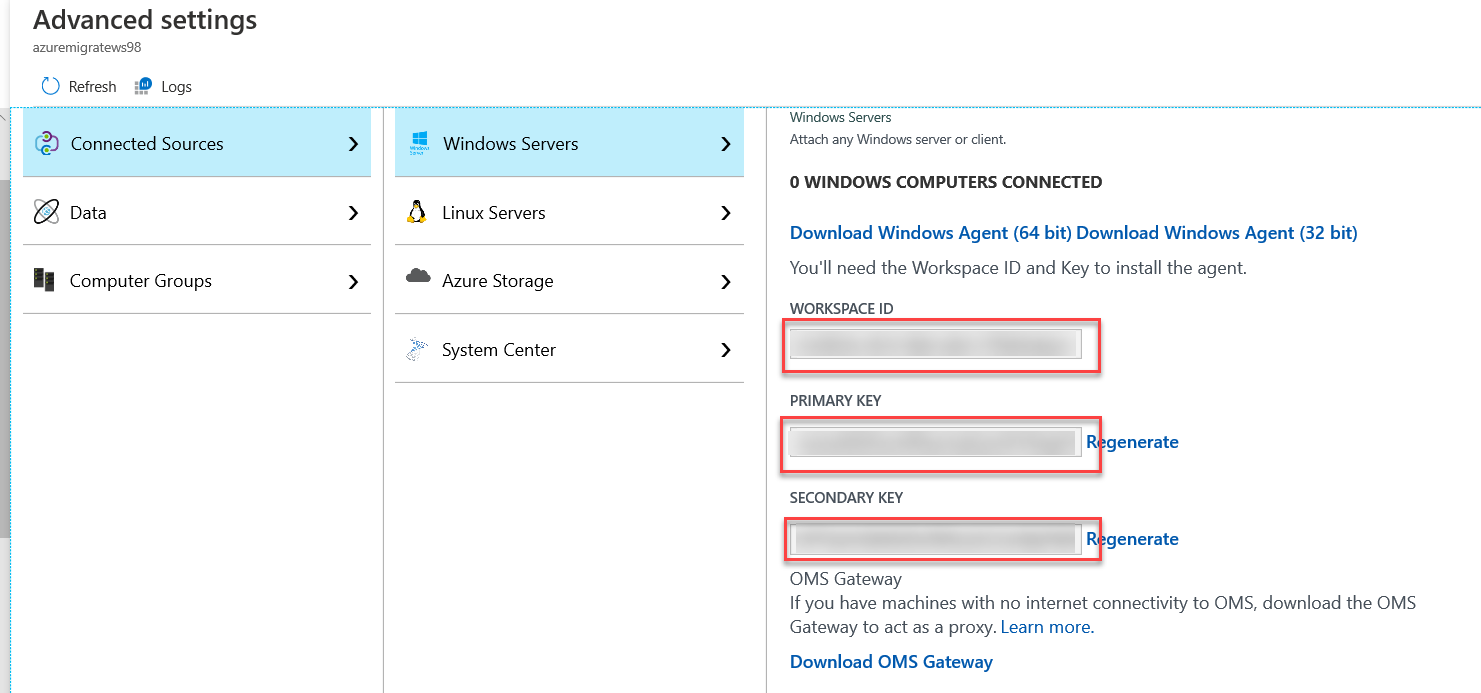 Advanced settings
azuremigratews98
Refresh
Logs
Connected Sources
Data
Computer Groups
Windows Servers
Linux Servers
Azure Storage
System Center
Windows Servers
Attach any Windows server or client.
0 WINDOWS COMPUTERS CONNECTED
Download Windows Agent (64 bit) Download Windows Agent (32 bit)
You'll need the Workspace ID and Key to install the agent.
WORKSPACE ID
PRIMARY KEY
Regenerate
SECONDARY KEY
Regenerate
OMS Gateway
If you have machines with no internet connectivity to OMS, download the OMS
Gateway to act as a proxy. Learn more.
Download OMS Gateway